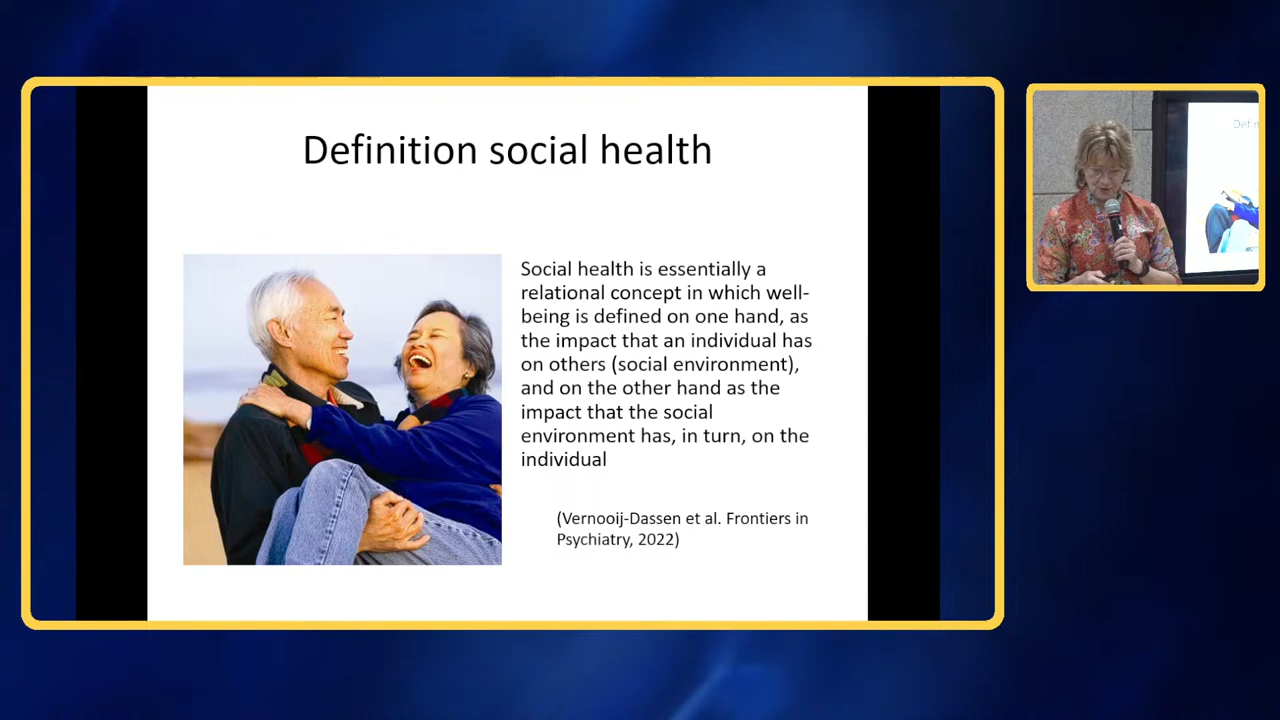 Definition social health
Social health is essentially a
relational concept in which well-
being is defined on one hand, as
the impact that an individual has
on others (social environment),
and on the other hand as the
impact that the social
environment has, in turn, on the
individual
(Vernooij-Dassen et al. Frontiers in
Psychiatry, 2022)
Defin